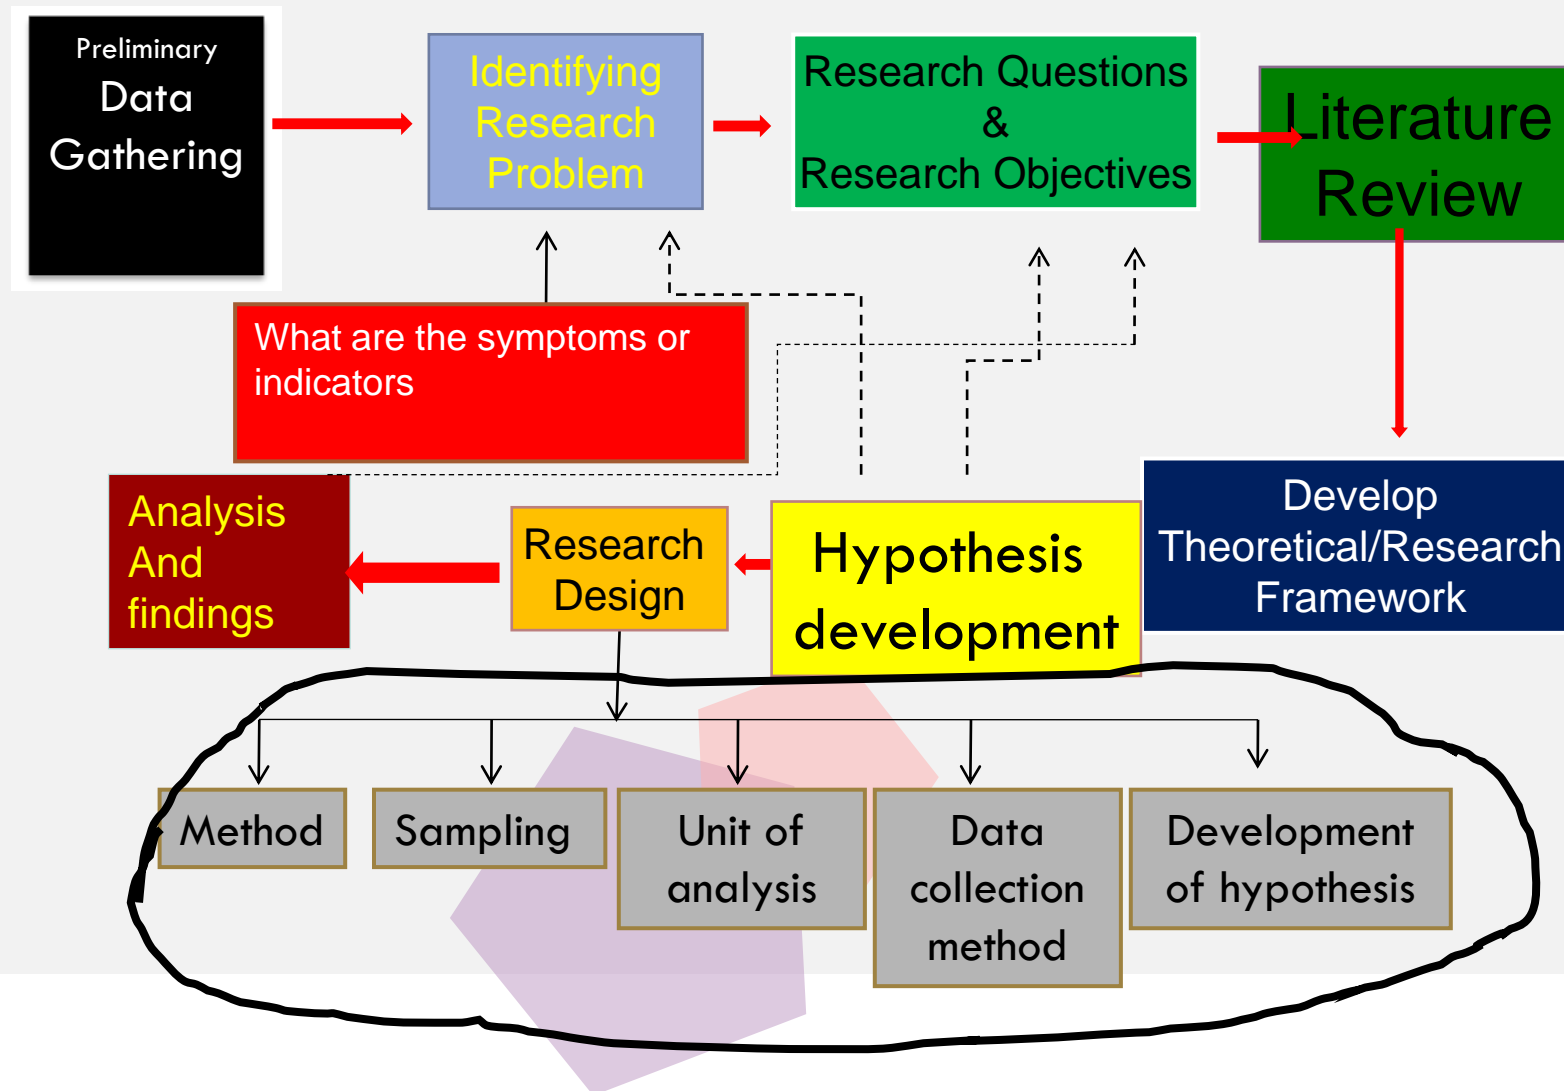 Preliminary
Data
Gathering
Identifying
Research
Problem
Research Questions
&
Research Objectives
Literature
Review
What are the symptoms or
indicators
Analysis
And
findings
Research
Design
Hypothesis
development
Develop
Theoretical/Research
Framework
Method
Sampling
Unit of
analysis
Data
collection
method
Development
of hypothesis